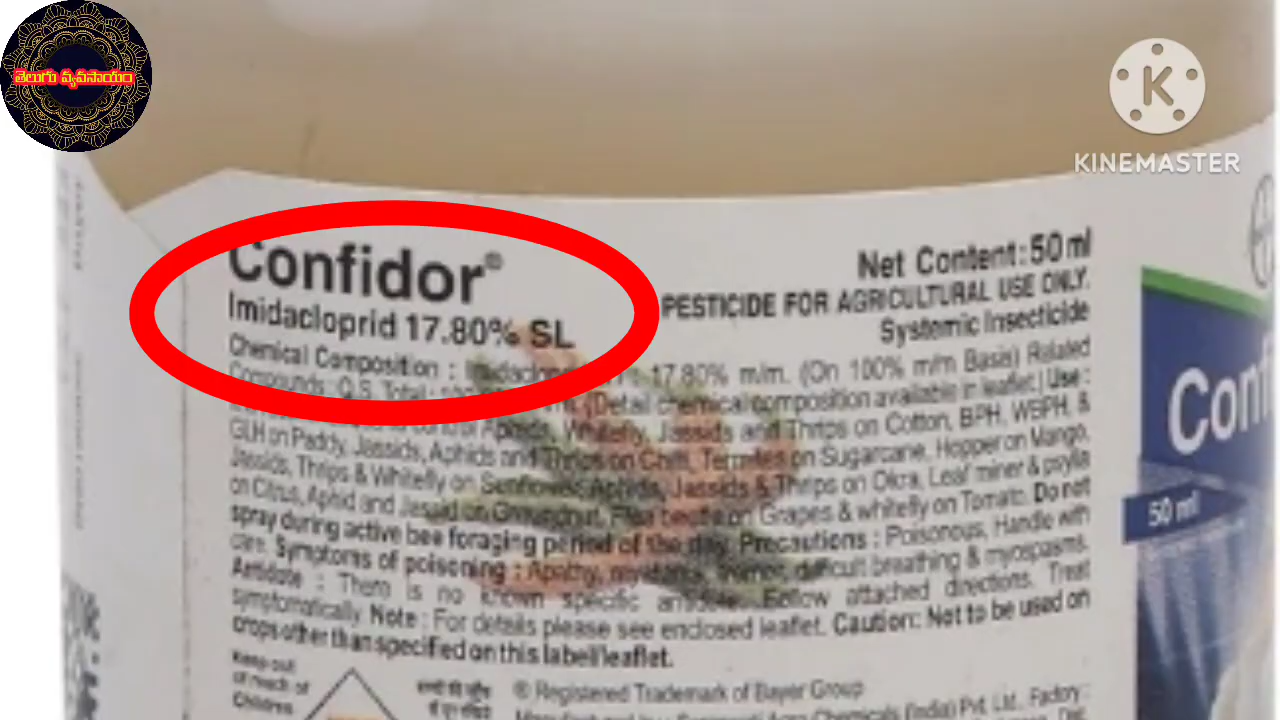 తెలుగు వ్యవసాయం
K
KINEMASTER
Confidor®
Imidacloprid 17.80% SL
Net Content: 50 ml
PESTICIDE FOR AGRICULTURAL USE ONLY.
Systemic Insecticide
Chemical Composition : 17.80% m/m. (On 100% m/m Basis) Related
Compounds : Q.S. Total : (Detail chemical composition available in leaflet.) Use :
control Aphids, Whitefly, Jassids and Thrips on Cotton, BPH, WBPH, &
GLH on Paddy, Jassids, Aphids and Thrips on Chilli, Termites on Sugarcane, Hopper on Mango,
Jassids, Thrips & Whitefly on Sunflower, Aphids, Jassids & Thrips on Okra, Leaf miner & psylla
on Citrus, Aphid and Jassid on Groundnut, Flea beetle on Grapes & whitefly on Tomato. Do not
spray during active bee foraging period of the day. Precautions : Poisonous, Handle with
care. Symptoms of poisoning : Apathy, difficult breathing & myospasms.
Antidote : There is no known specific antidote. Follow attached directions. Treat
symptomatically. Note : For details please see enclosed leaflet. Caution: Not to be used on
crops other than specified on this label/leaflet.
Keep out
of reach of
Children
® Registered Trademark of Bayer Group
Agro Chemicals (India) Pvt. Ltd., Factory :
Conf
50 ml